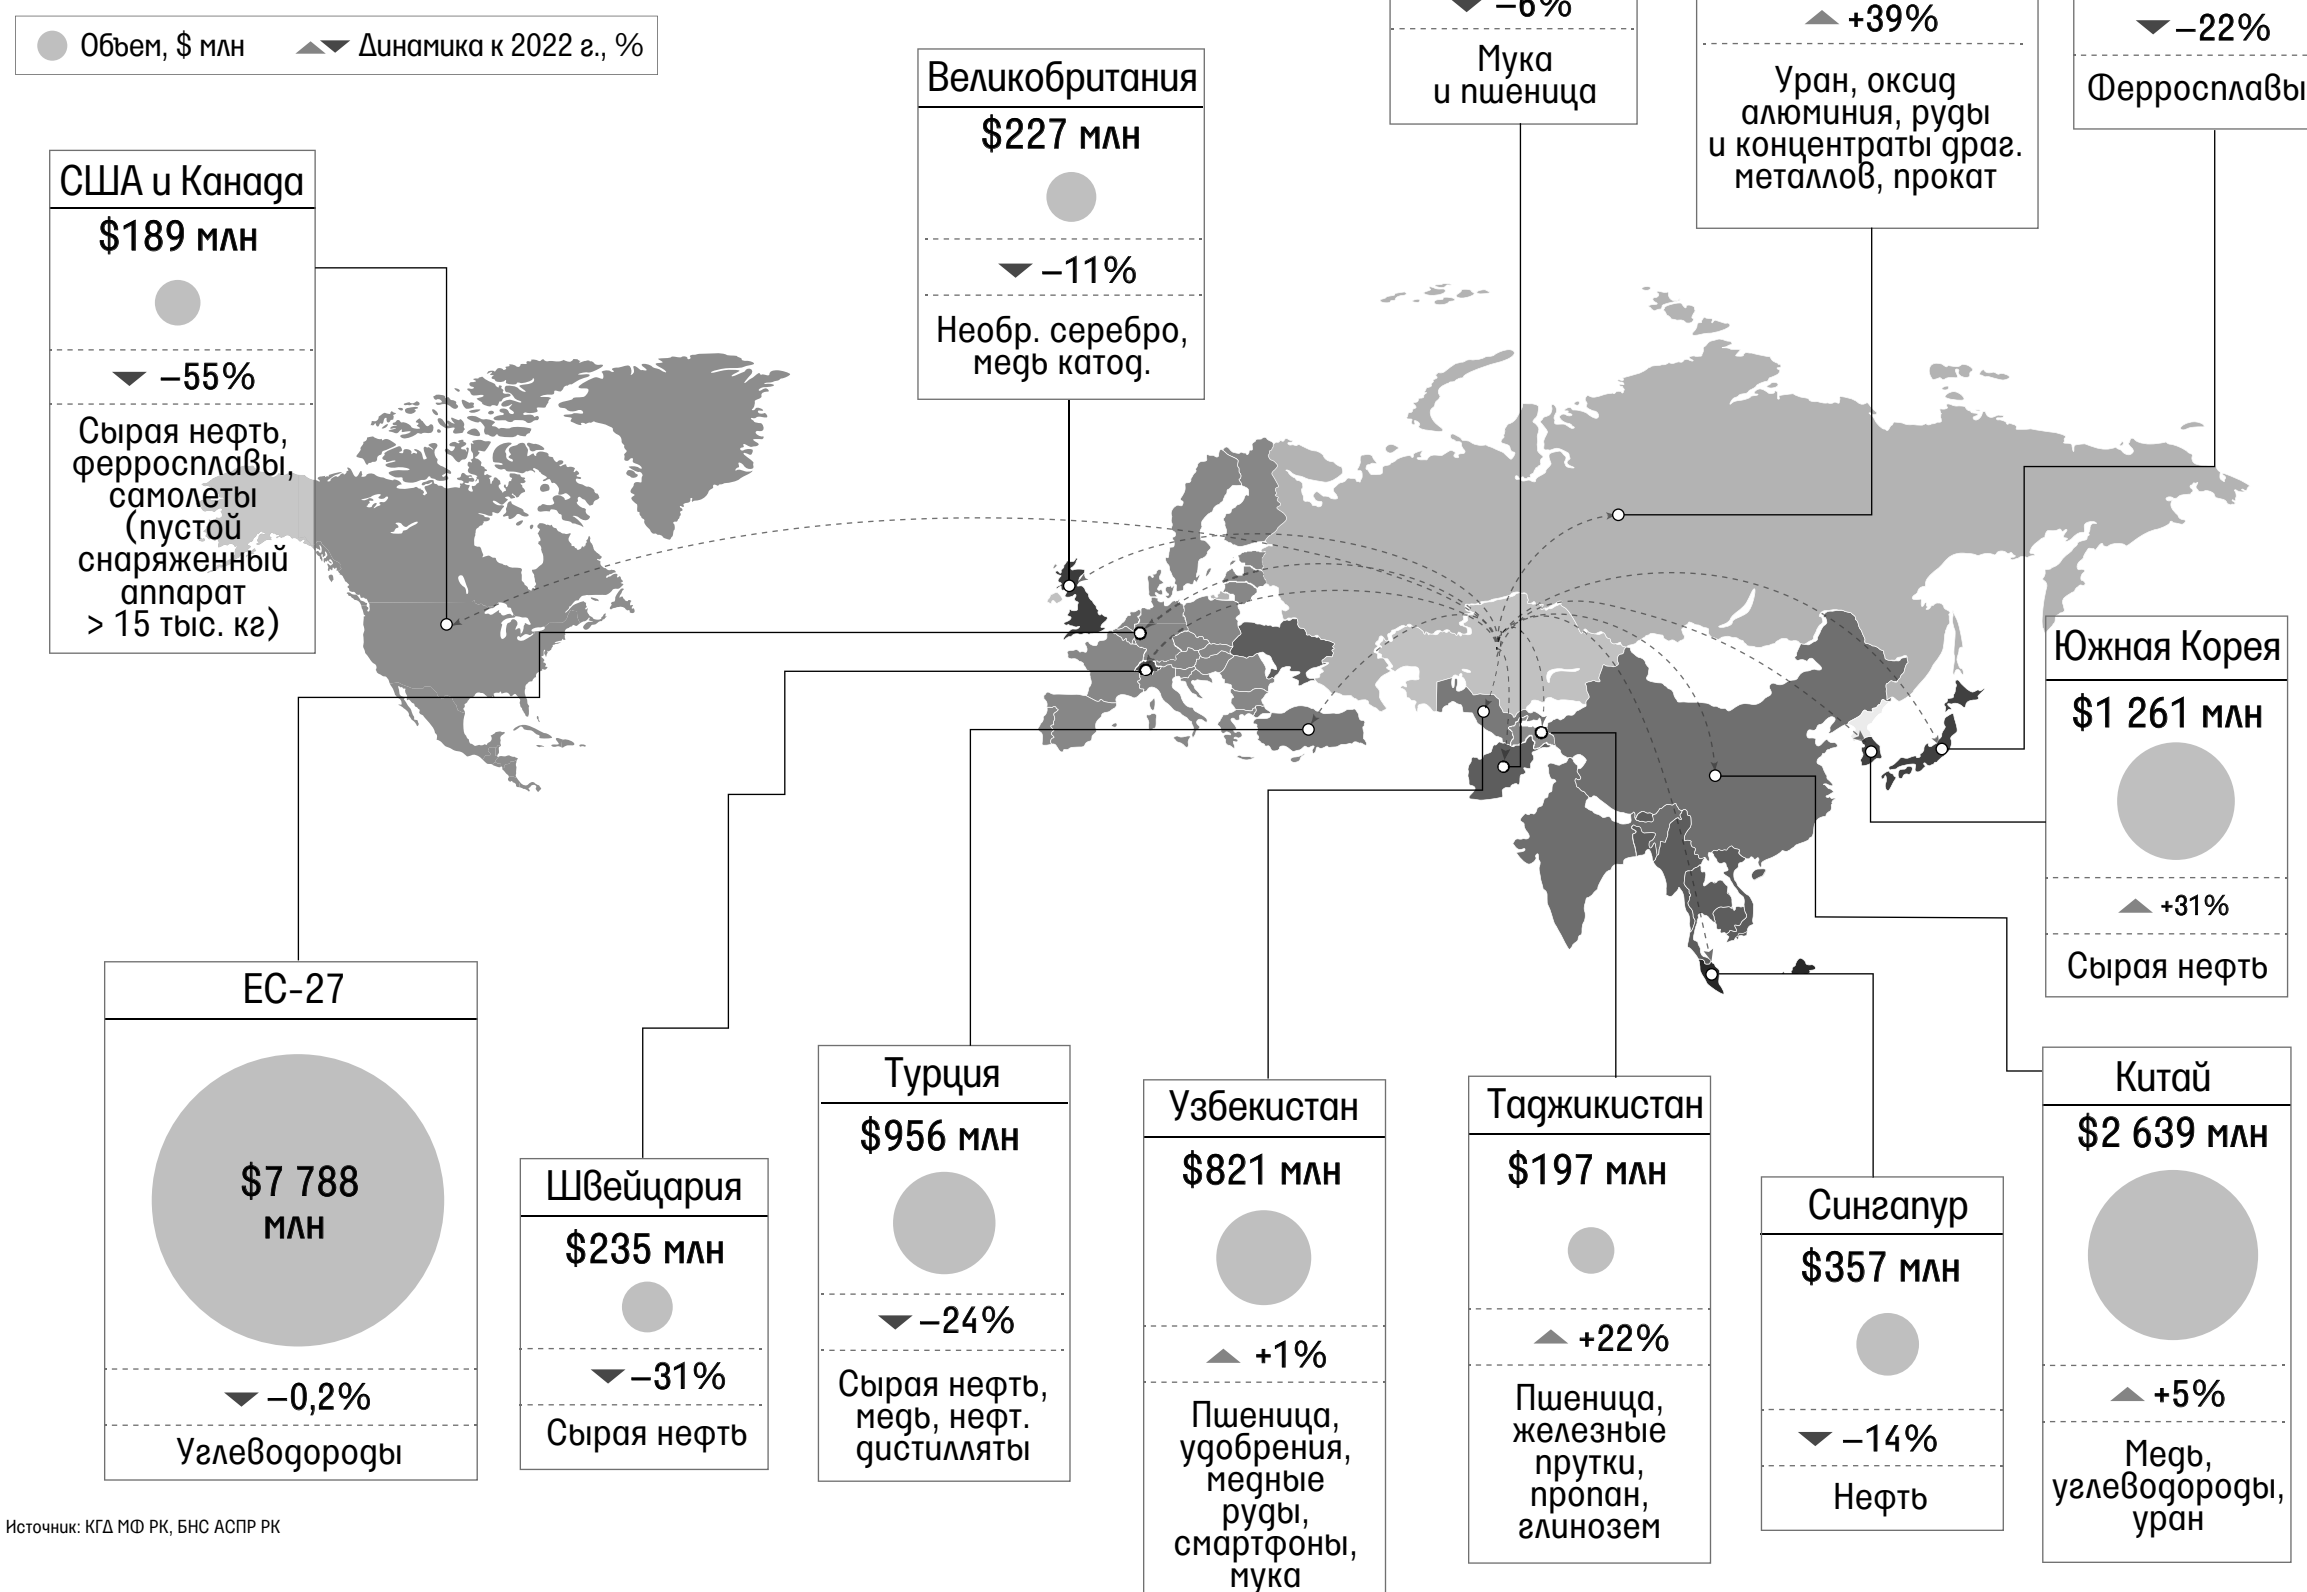 Объем, $ млн
Динамика к 2022 г., %
–6%
Мука
и пшеница
+39%
Уран, оксид
алюминия, руды
и концентраты драг.
металлов, прокат
–22%
Ферросплавы
Великобритания
$227 млн
–11%
Необр. серебро,
медь катод.
США и Канада
$189 млн
–55%
Сырая нефть,
ферросплавы,
самолеты
(пустой
снаряженный
аппарат
> 15 тыс. кг)
Южная Корея
$1 261 млн
+31%
Сырая нефть
ЕС-27
$7 788
млн
–0,2%
Углеводороды
Швейцария
$235 млн
–31%
Сырая нефть
Турция
$956 млн
–24%
Сырая нефть,
медь, нефт.
дистилляты
Узбекистан
$821 млн
+1%
Пшеница,
удобрения,
медные
руды,
смартфоны,
мука
Таджикистан
$197 млн
+22%
Пшеница,
железные
прутки,
пропан,
глинозем
Сингапур
$357 млн
–14%
Нефть
Китай
$2 639 млн
+5%
Медь,
углеводороды,
уран
Источник: КГД МФ РК, БНС АСПР РК